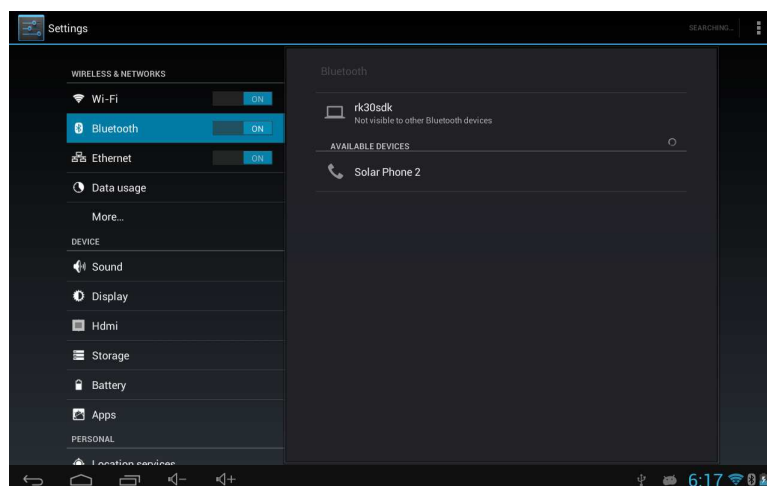 Settings
SEARCHING...
WIRELESS & NETWORKS
Wi-Fi
ON
Bluetooth
ON
Ethernet
ON
Data usage
More...
DEVICE
Sound
Display
Hdmi
Storage
Battery
Apps
PERSONAL
Location services
Bluetooth
rk30sdk
Not visible to other Bluetooth devices
AVAILABLE DEVICES
Solar Phone 2
6:17